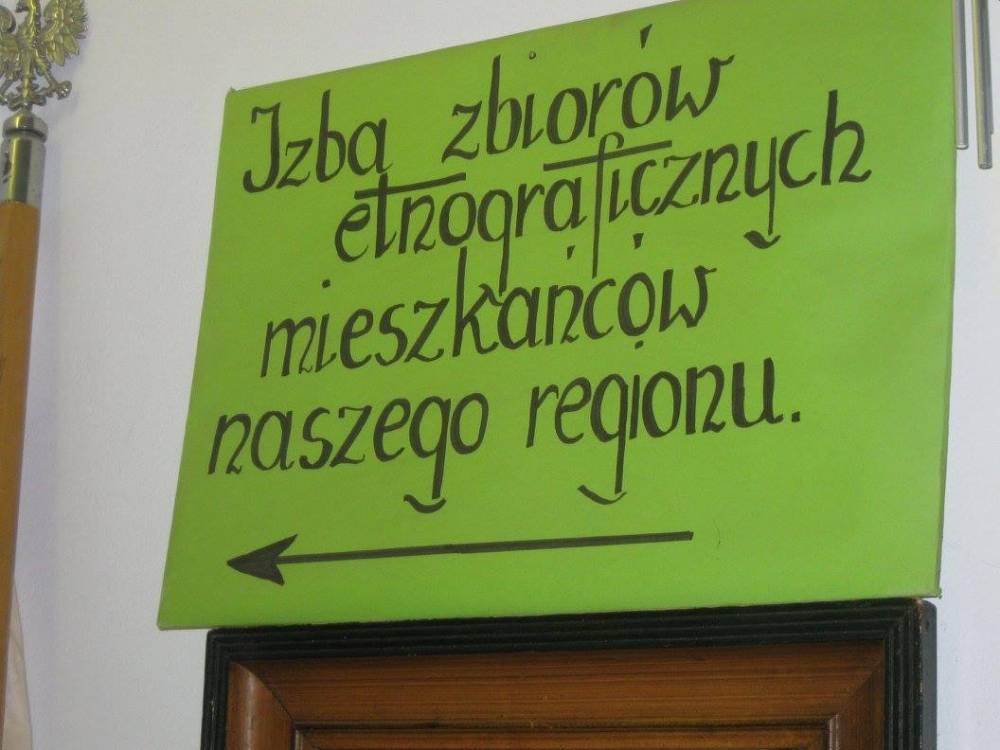 Izba zbiorów
etnograficznych
mieszkańców
naszego regionu.